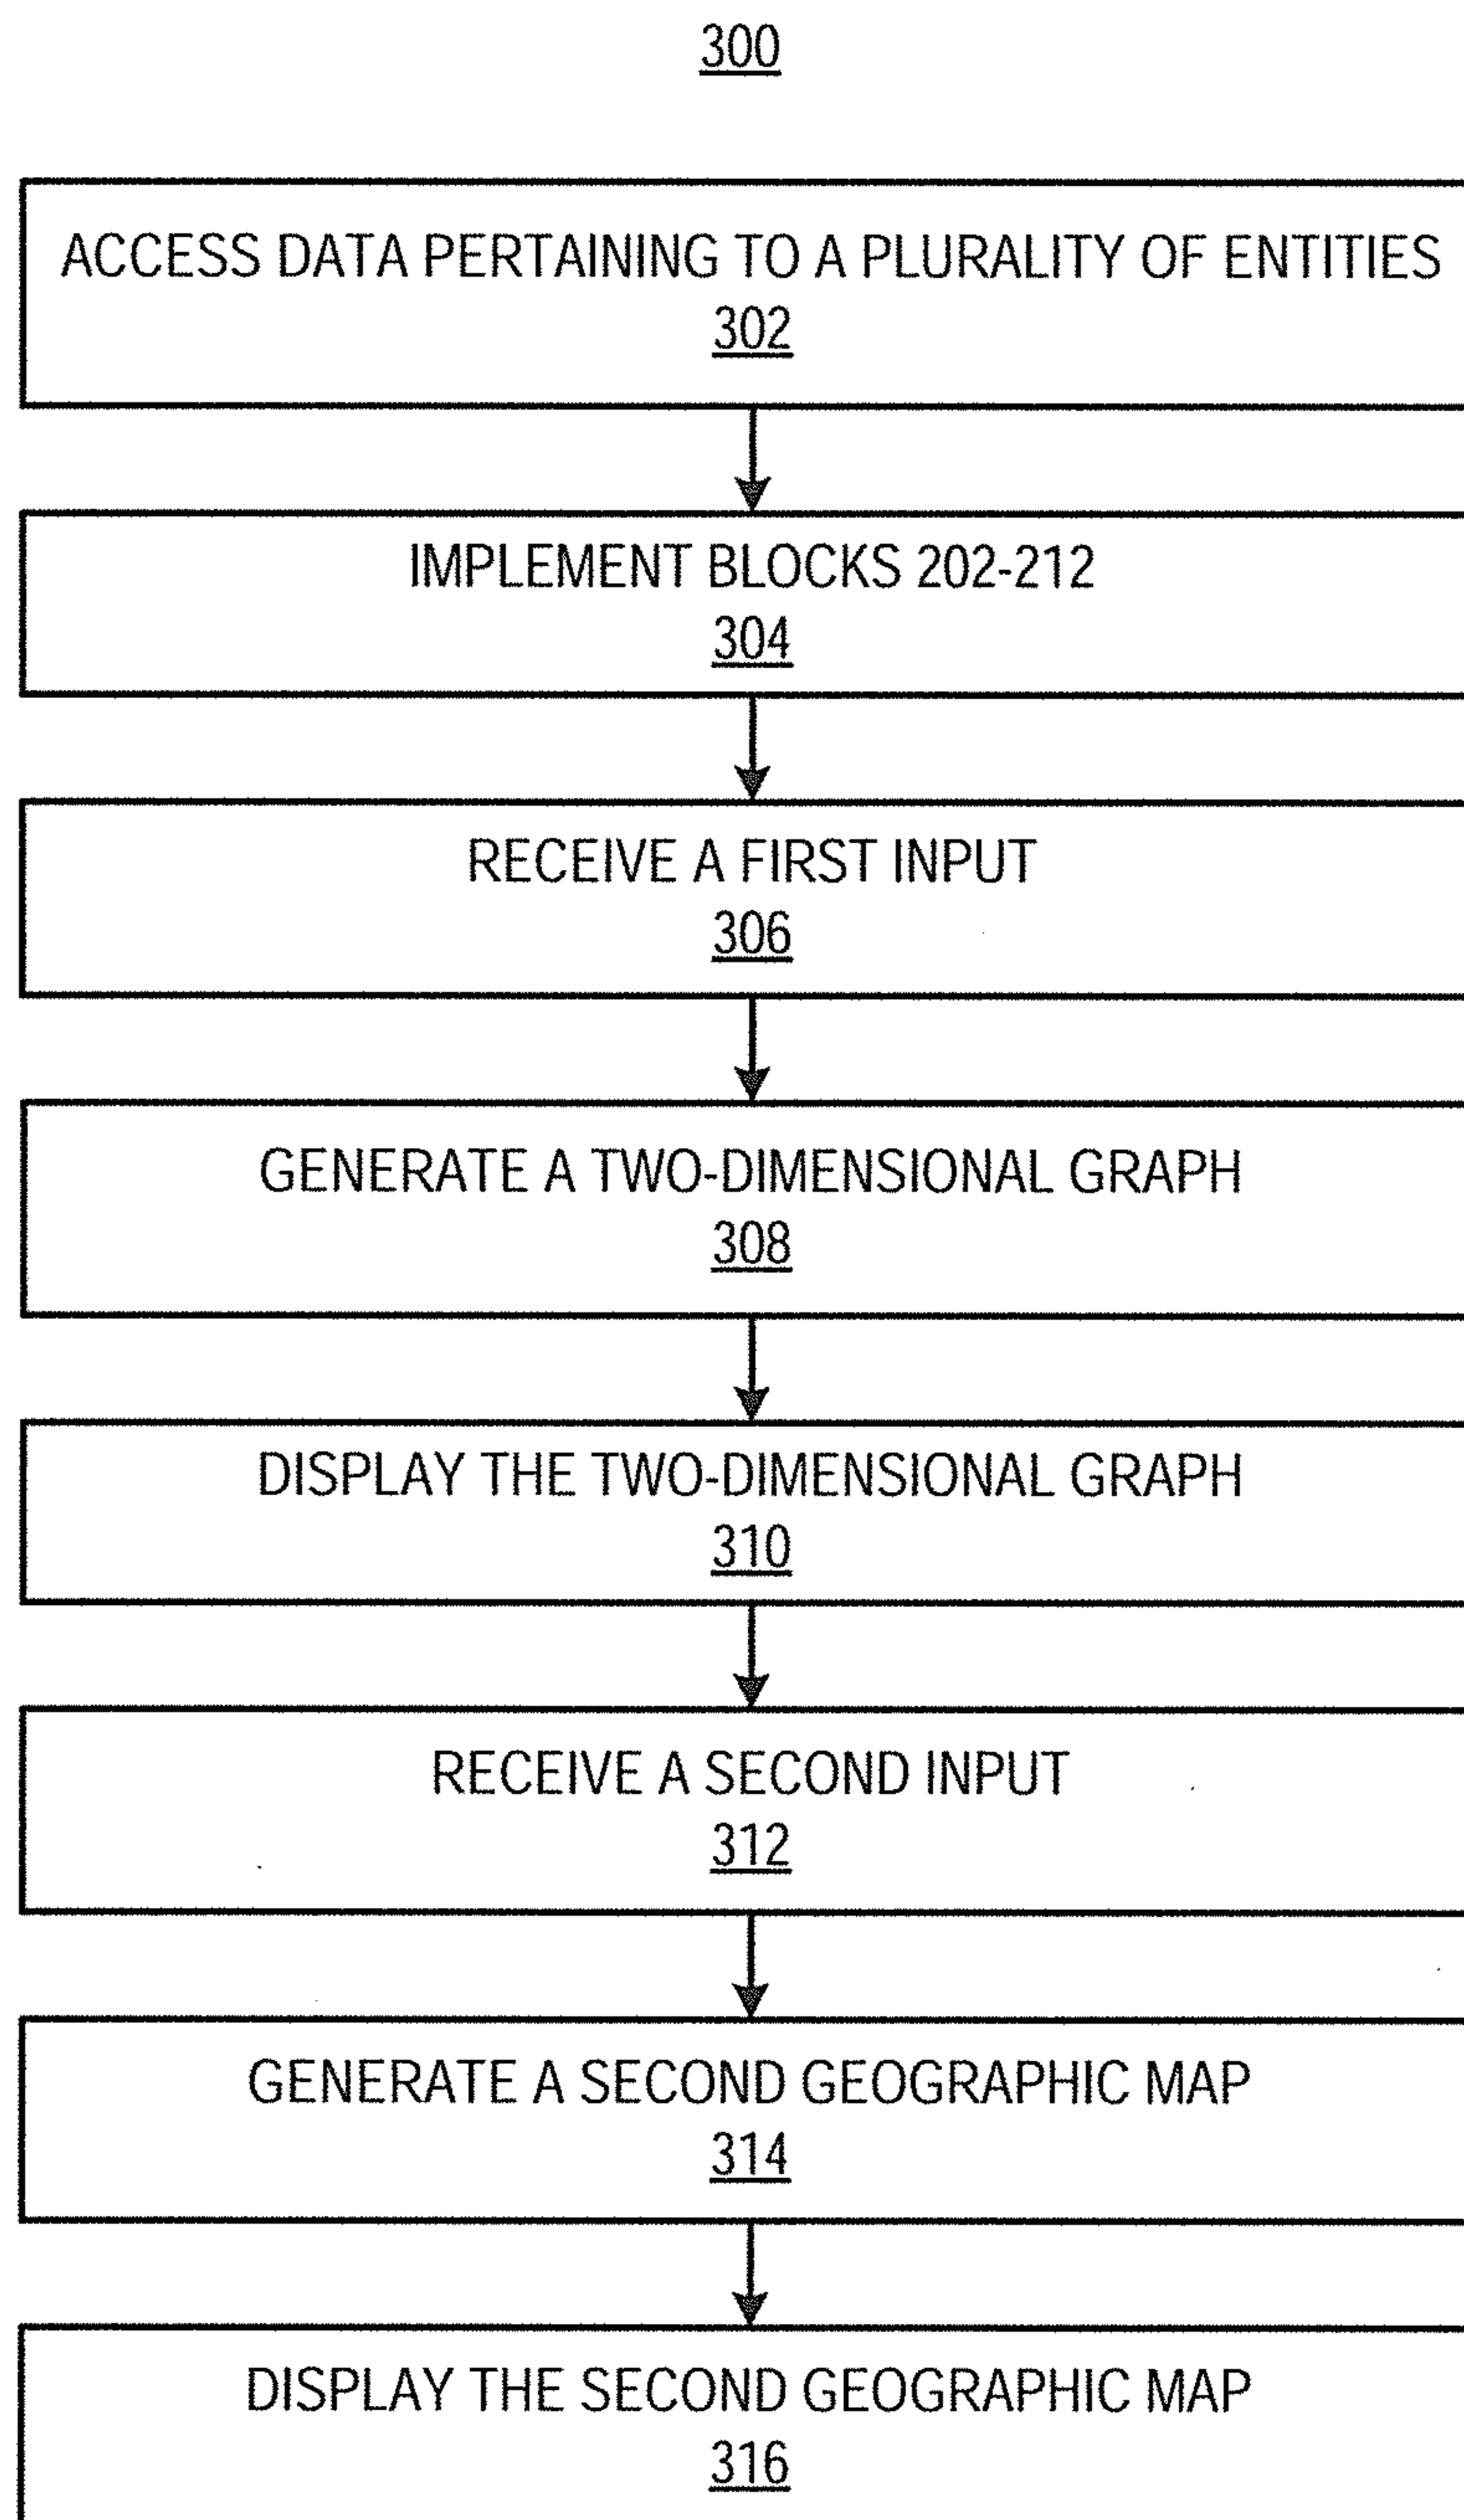 300
ACCESS DATA PERTAINING TO A PLURALITY OF ENTITIES
302
IMPLEMENT BLOCKS 202-212
304
RECEIVE A FIRST INPUT
306
GENERATE A TWO-DIMENSIONAL GRAPH
308
DISPLAY THE TWO-DIMENSIONAL GRAPH
310
RECEIVE A SECOND INPUT
312
GENERATE A SECOND GEOGRAPHIC MAP
314
DISPLAY THE SECOND GEOGRAPHIC MAP
316